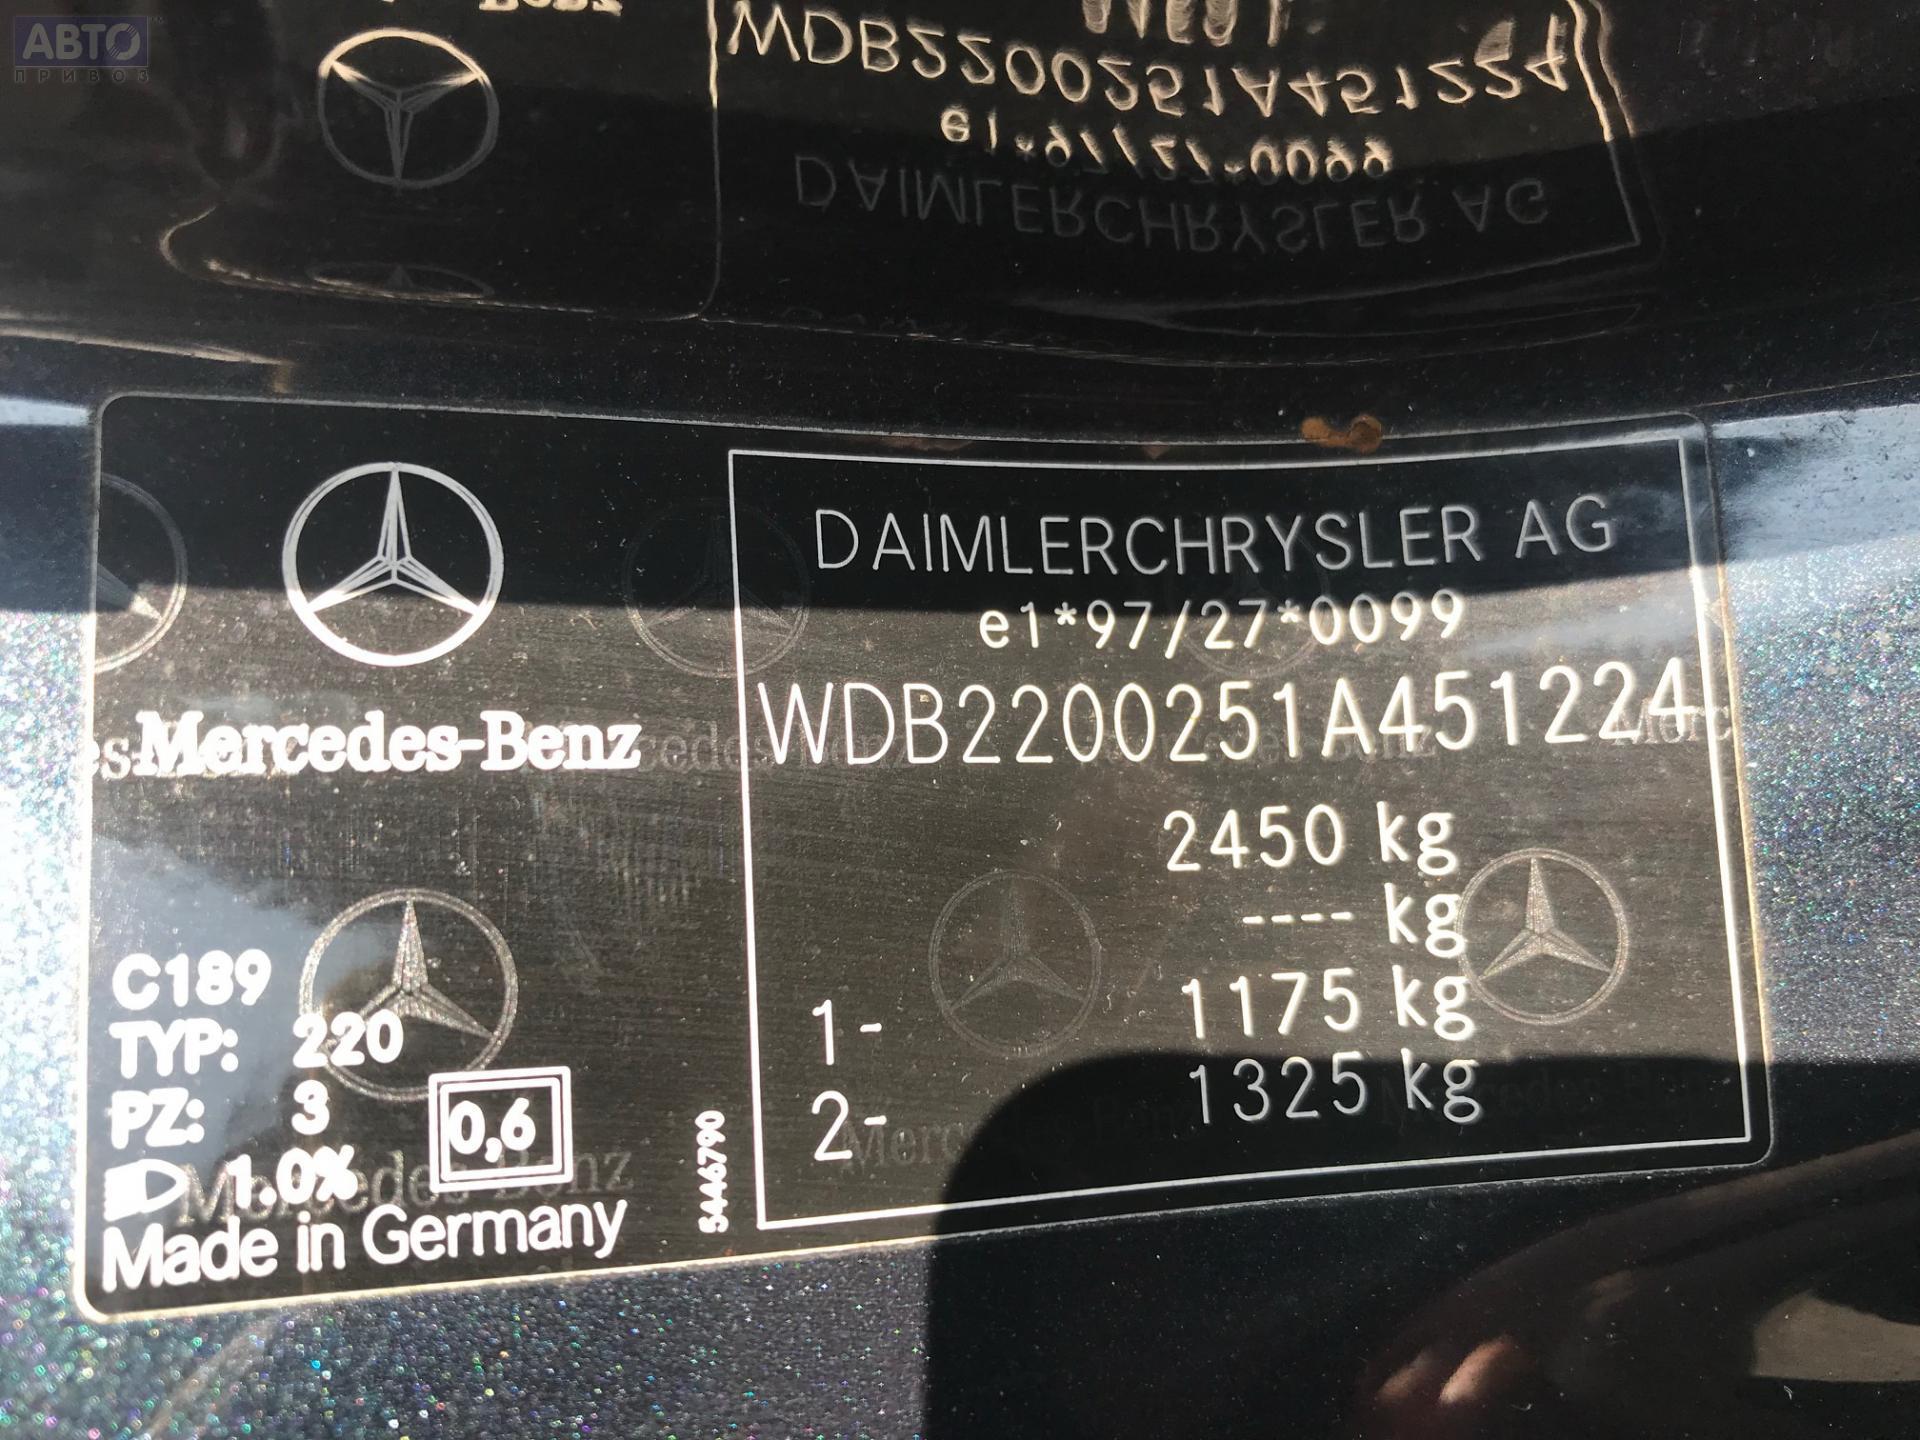 АВТО
ПРИВОЗ
Benz
WDB2200251A451224
e1*97/27*0099
DAIMLERCHRYSLER AG
Mercedes-Benz
C189
TYP: 220
PZ: 3
0,6
1.0%
Made in Germany
5446790
DAIMLERCHRYSLER AG
e1*97/27*0099
WDB2200251A451224
2450 kg
---- kg
1- 1175 kg
2- 1325 kg